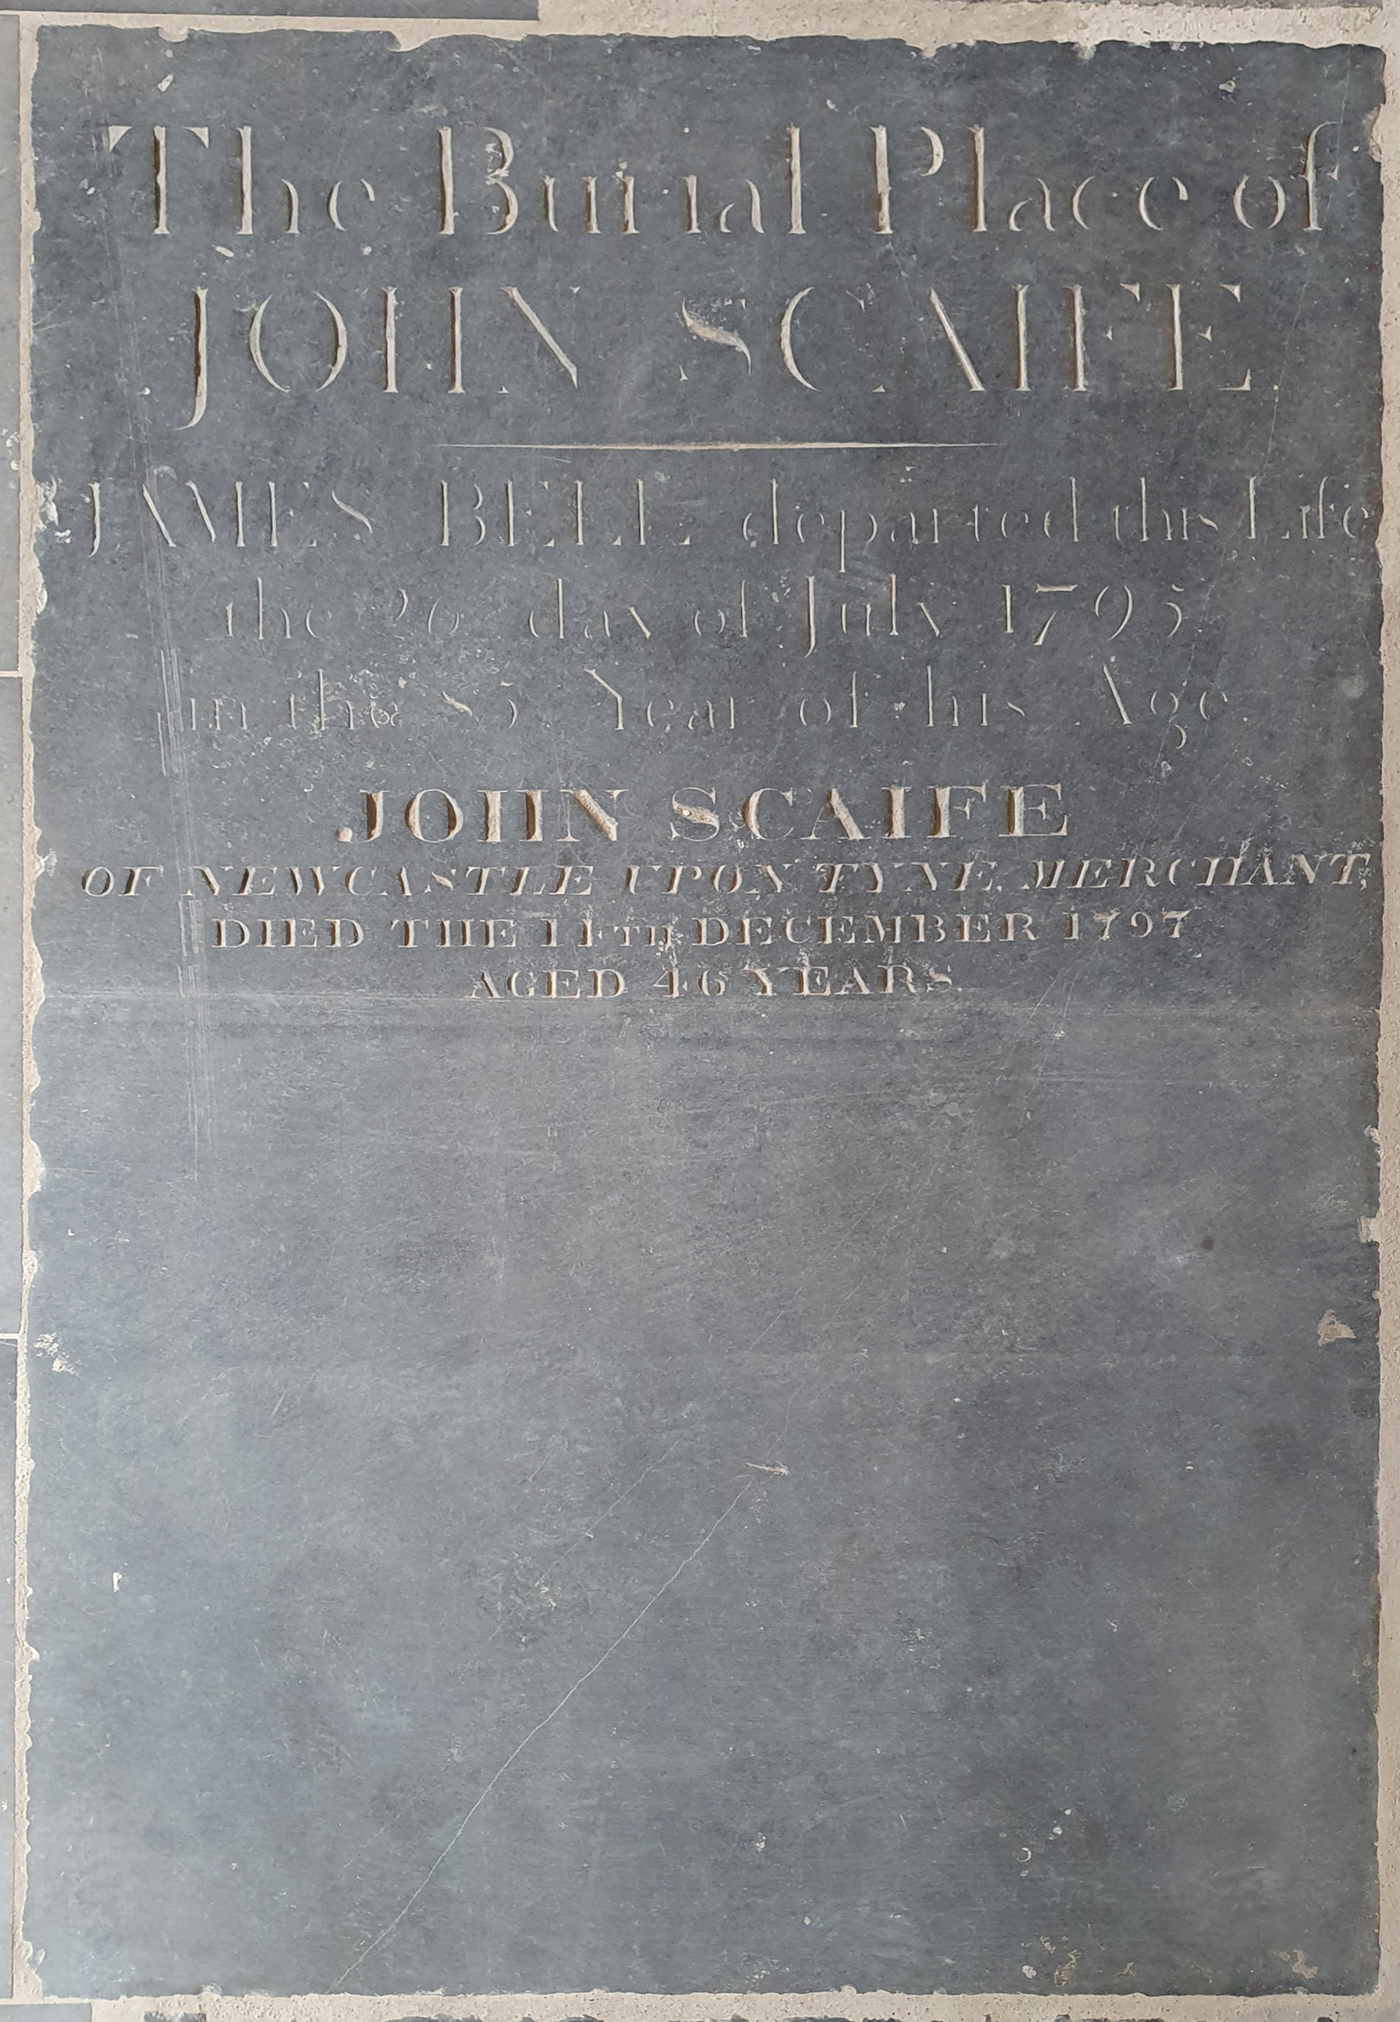 The Burial Place of
JOHN SCAIFE.
JAMES BELL departed this Life
the 26 day of July 1795
in the 85 Year of his Age.
JOHN SCAIFE
OF NEWCASTLE UPON TYNE, MERCHANT,
DIED THE 11TH DECEMBER 1797
AGED 46 YEARS.